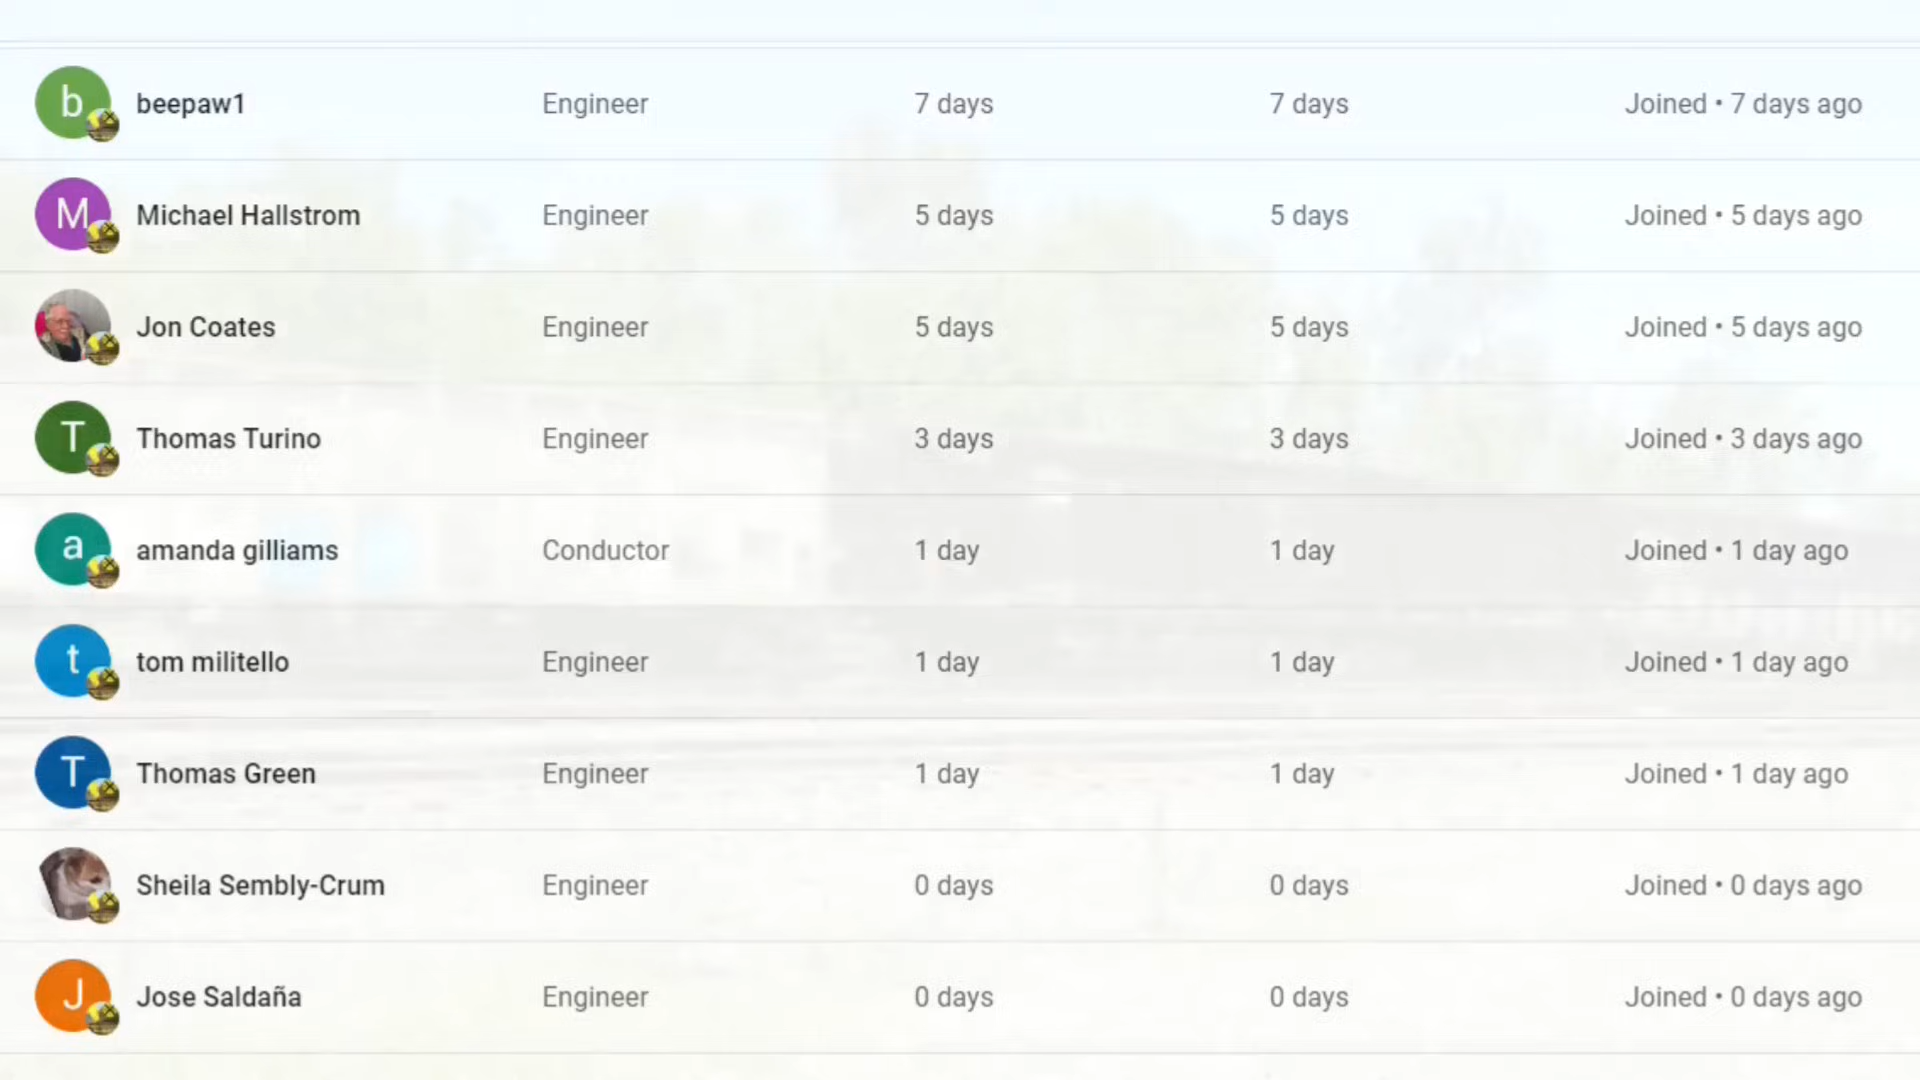 b beepaw1 Engineer 7 days 7 days Joined • 7 days ago
M Michael Hallstrom Engineer 5 days 5 days Joined • 5 days ago
Jon Coates Engineer 5 days 5 days Joined • 5 days ago
T Thomas Turino Engineer 3 days 3 days Joined • 3 days ago
a amanda gilliams Conductor 1 day 1 day Joined • 1 day ago
t tom militello Engineer 1 day 1 day Joined • 1 day ago
T Thomas Green Engineer 1 day 1 day Joined • 1 day ago
Sheila Sembly-Crum Engineer 0 days 0 days Joined • 0 days ago
J Jose Saldaña Engineer 0 days 0 days Joined • 0 days ago